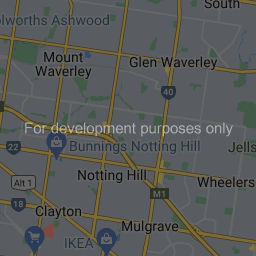 South
olworths Ashwood
Mount
Waverley
Glen Waverley
40
For development purposes only
22
Bunnings Notting Hill
Jells
Alt 1
Notting Hill
M1
Wheelers
18
Clayton
Mulgrave
IKEA